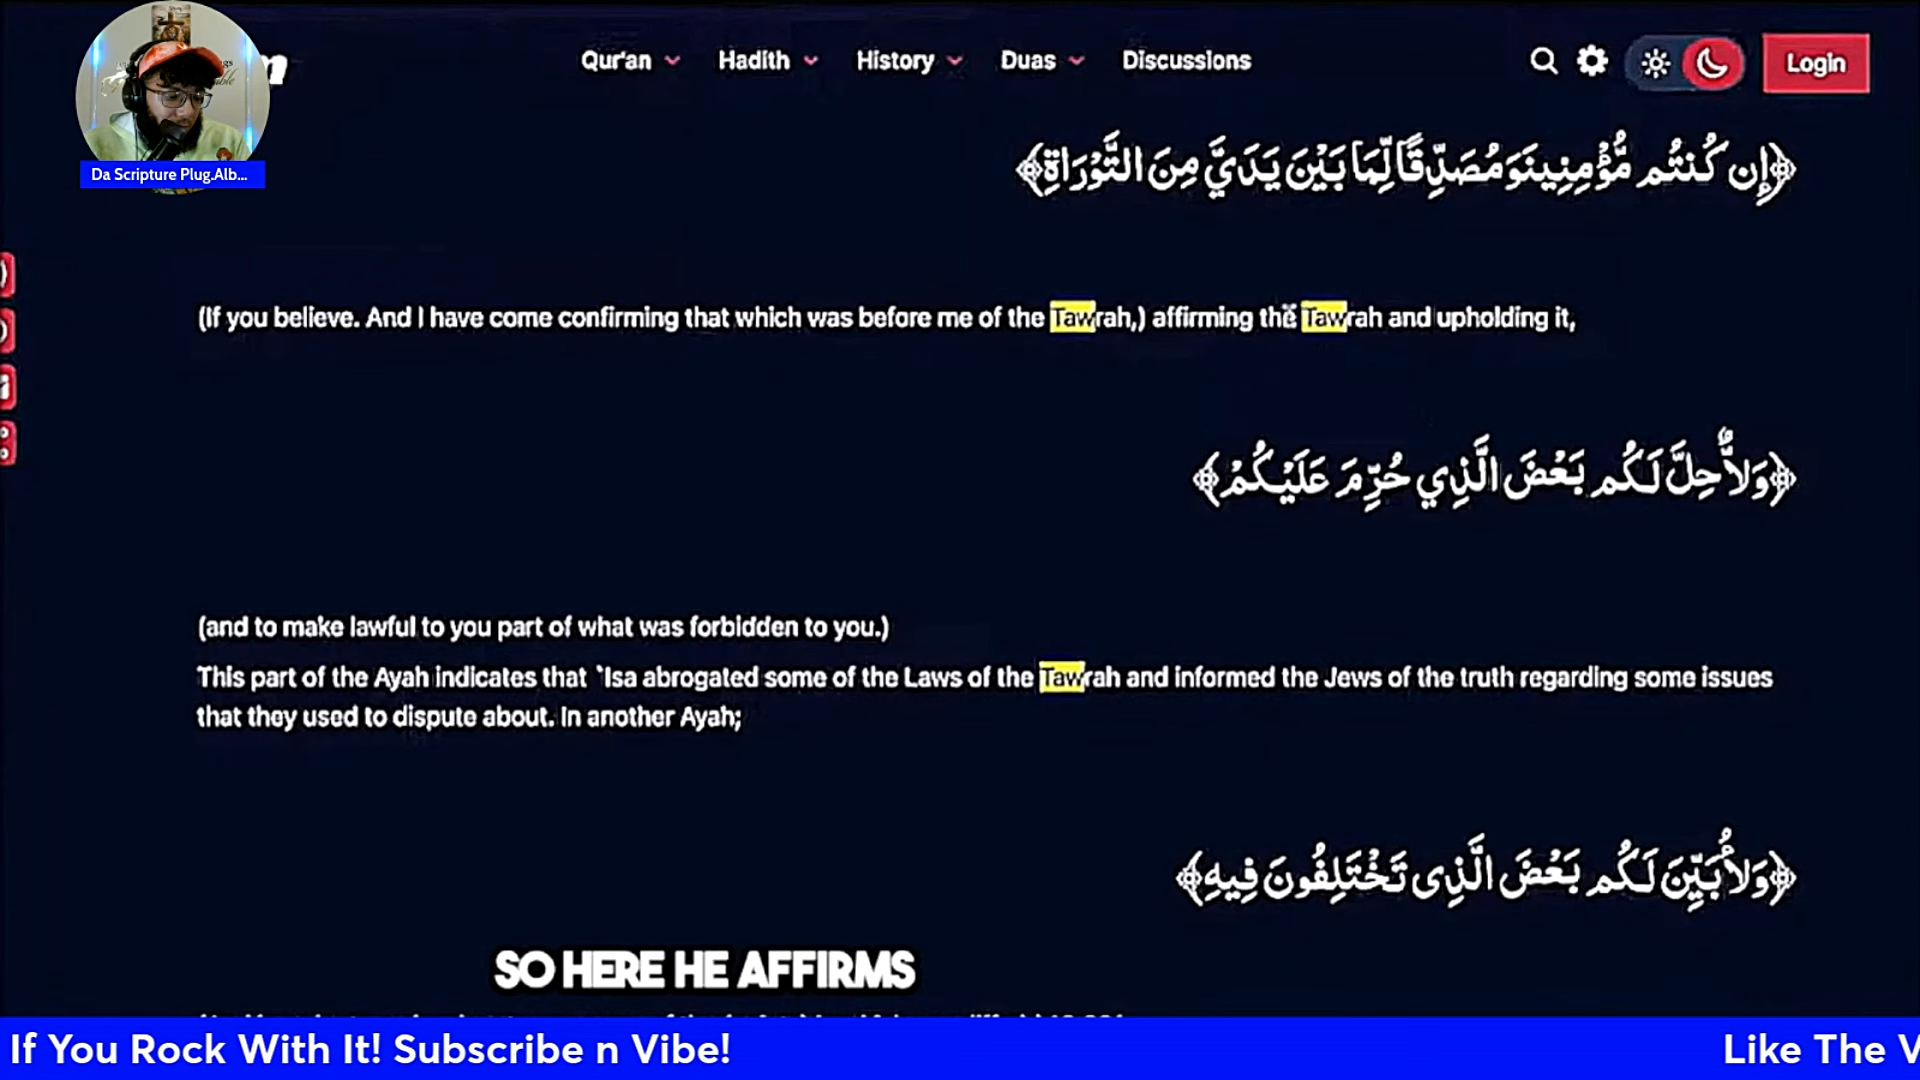 Qur'an Hadith History Duas Discussions Login
Da Scripture Plug.Alb...
﴿إِن كُنتُم مُّؤْمِنِينَوَمُصَدِّقًا لِّمَا بَيْنَ يَدَيَّ مِنَ التَّوْرَاةِ﴾
(If you believe. And I have come confirming that which was before me of the Tawrah,) affirming the Tawrah and upholding it,
﴿وَلأُحِلَّ لَكُم بَعْضَ الَّذِي حُرِّمَ عَلَيْكُمْ﴾
(and to make lawful to you part of what was forbidden to you.)
This part of the Ayah indicates that `Isa abrogated some of the Laws of the Tawrah and informed the Jews of the truth regarding some issues
that they used to dispute about. In another Ayah;
﴿وَلأُبَيِّنَ لَكُم بَعْضَ الَّذِى تَخْتَلِفُونَ فِيهِ﴾
SO HERE HE AFFIRMS
If You Rock With It! Subscribe n Vibe! Like The V